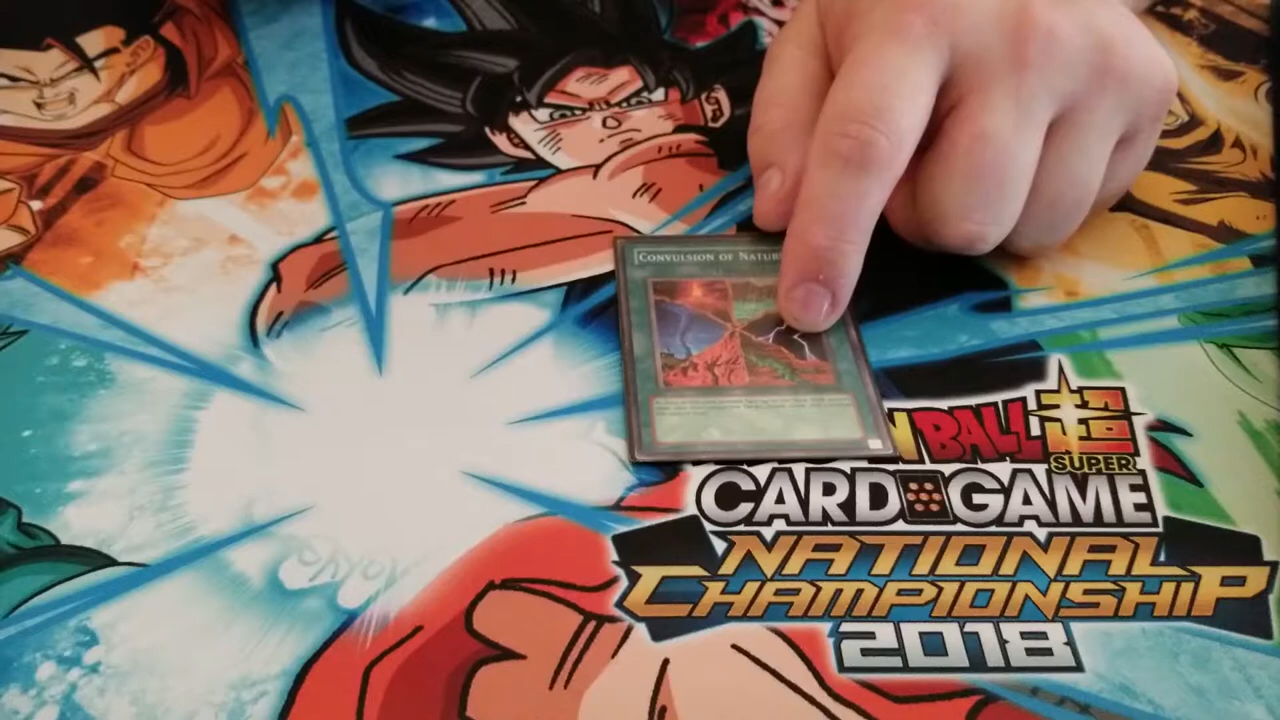 CONVULSION OF NATUR
BALL
SUPER
CARD GAME
NATIONAL
CHAMPIONSHIP
2018